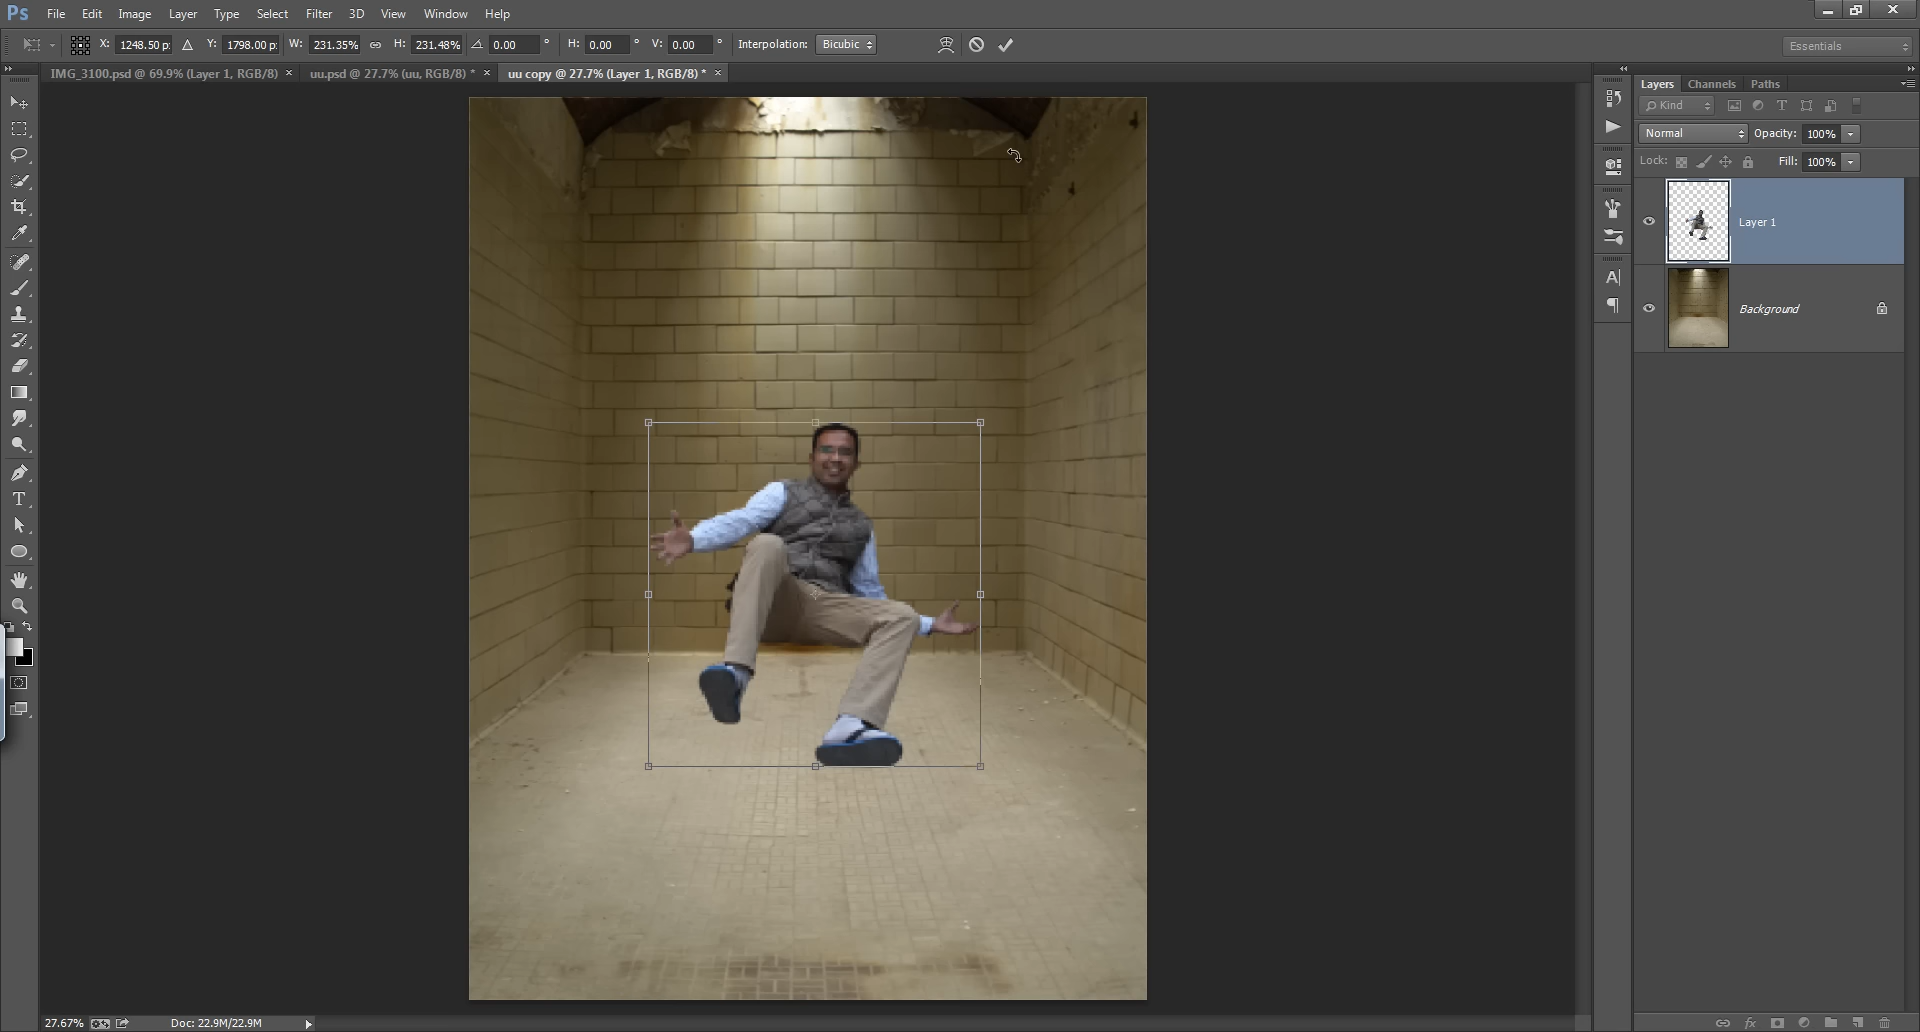 Ps File Edit Image Layer Type Select Filter 3D View Window Help
X: 1248.50 p: Y: 1798.00 p: W: 231.35% H: 231.48% 0.00 ° H: 0.00 ° V: 0.00 ° Interpolation: Bicubic Essentials
IMG_3100.psd @ 69.9% (Layer 1, RGB/8) × uu.psd @ 27.7% (uu, RGB/8) * × uu copy @ 27.7% (Layer 1, RGB/8) * ×
Layers Channels Paths
Kind T
Normal Opacity: 100%
Lock: Fill: 100%
Layer 1
A
Background
T
27.67% Doc: 22.9M/22.9M
fx